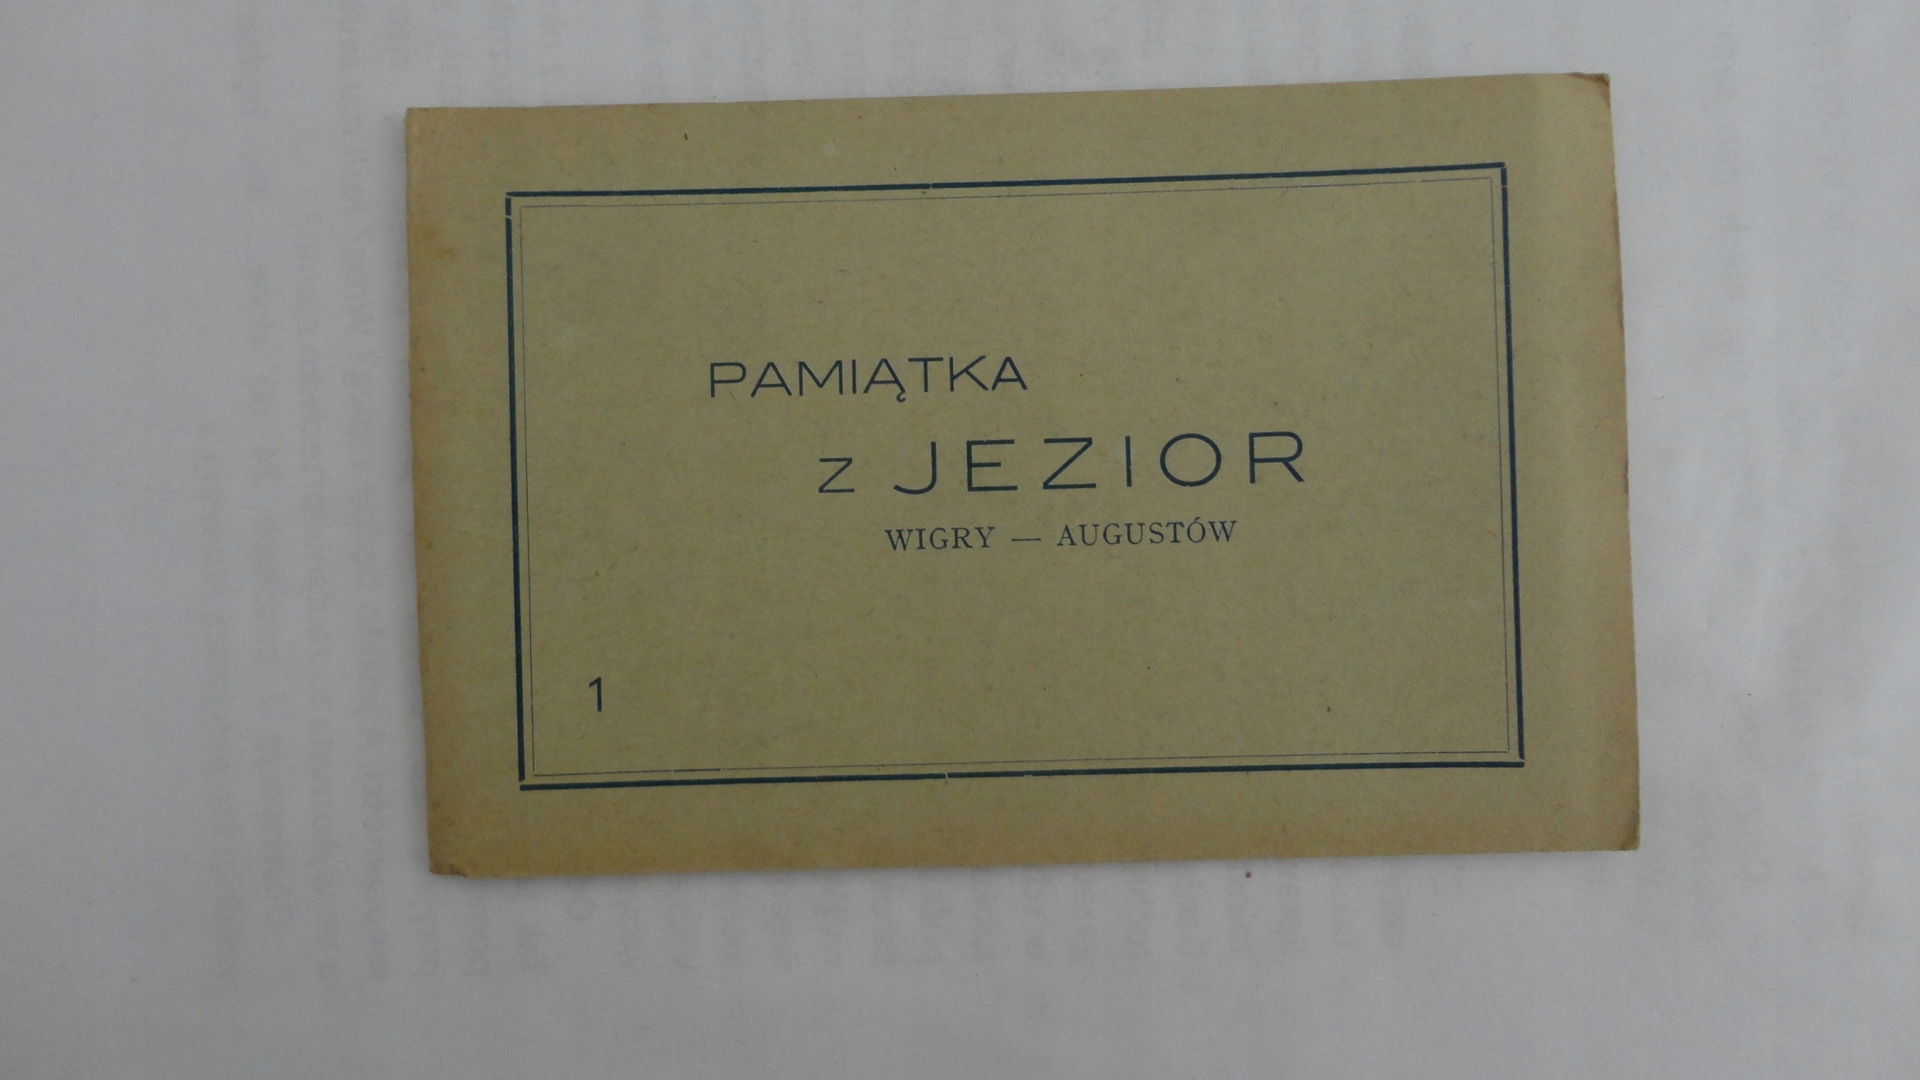 PAMIĄTKA
z JEZIOR
WIGRY — AUGUSTÓW
1